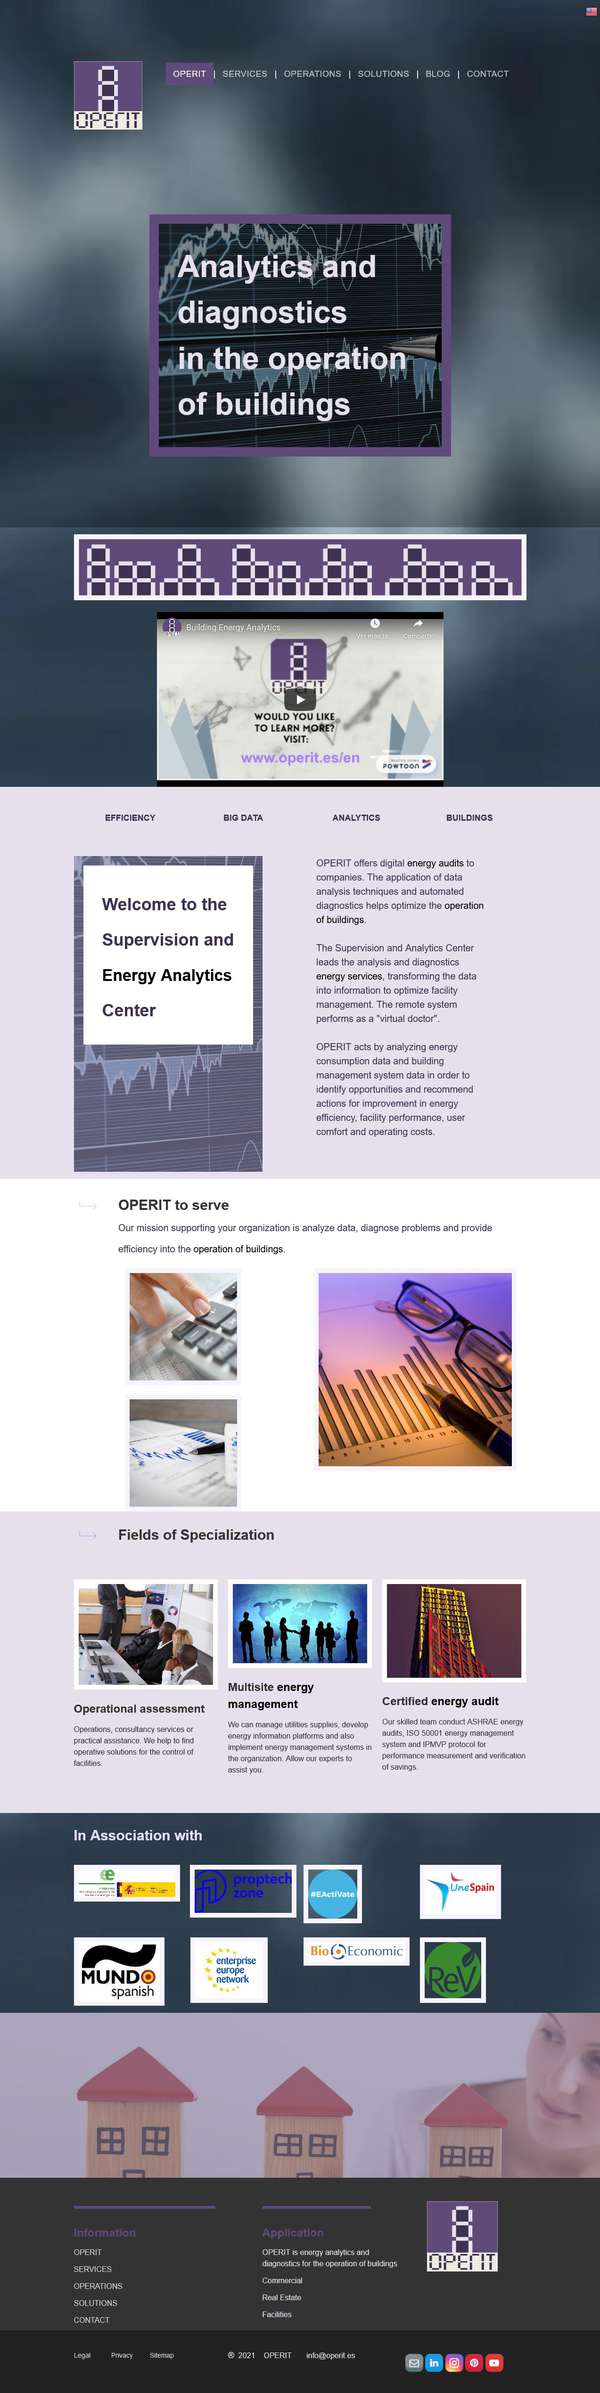 OPERIT
OPERIT | SERVICES | OPERATIONS | SOLUTIONS | BLOG | CONTACT
Analytics and
diagnostics
in the operation
of buildings
Building Energy Analytics
OPERIT
WOULD YOU LIKE
TO LEARN MORE?
VISIT:
www.operit.es/en
POWTOON
EFFICIENCY
BIG DATA
ANALYTICS
BUILDINGS
Welcome to the
Supervision and
Energy Analytics
Center
OPERIT offers digital energy audits to
companies. The application of data
analysis techniques and automated
diagnostics helps optimize the operation
of buildings.
The Supervision and Analytics Center
leads the analysis and diagnostics
energy services, transforming the data
into information to optimize facility
management. The remote system
performs as a "virtual doctor".
OPERIT acts by analyzing energy
consumption data and building
management system data in order to
identify opportunities and recommend
actions for improvement in energy
efficiency, facility performance, user
comfort and operating costs.
OPERIT to serve
Our mission supporting your organization is analyze data, diagnose problems and provide
efficiency into the operation of buildings.
Fields of Specialization
Operational assessment
Operations, consultancy services or
practical assistance. We help to find
operative solutions for the control of
facilities.
Multisite energy
management
We can manage utilities supplies, develop
energy information platforms and also
implement energy management systems in
the organization. Allow our experts to
assist you.
Certified energy audit
Our skilled team conduct ASHRAE energy
audits, ISO 50001 energy management
system and IPMVP protocol for
performance measurement and verification
of savings.
In Association with
proptech
zone
#EActiVate
UneSpain
MUNDO
spanish
enterprise
europe
network
BioEconomic
ReV
Information
OPERIT
SERVICES
OPERATIONS
SOLUTIONS
CONTACT
Application
OPERIT is energy analytics and
diagnostics for the operation of buildings
Commercial
Real Estate
Facilities
OPERIT
Legal
Privacy
Sitemap
® 2021 OPERIT info@operit.es